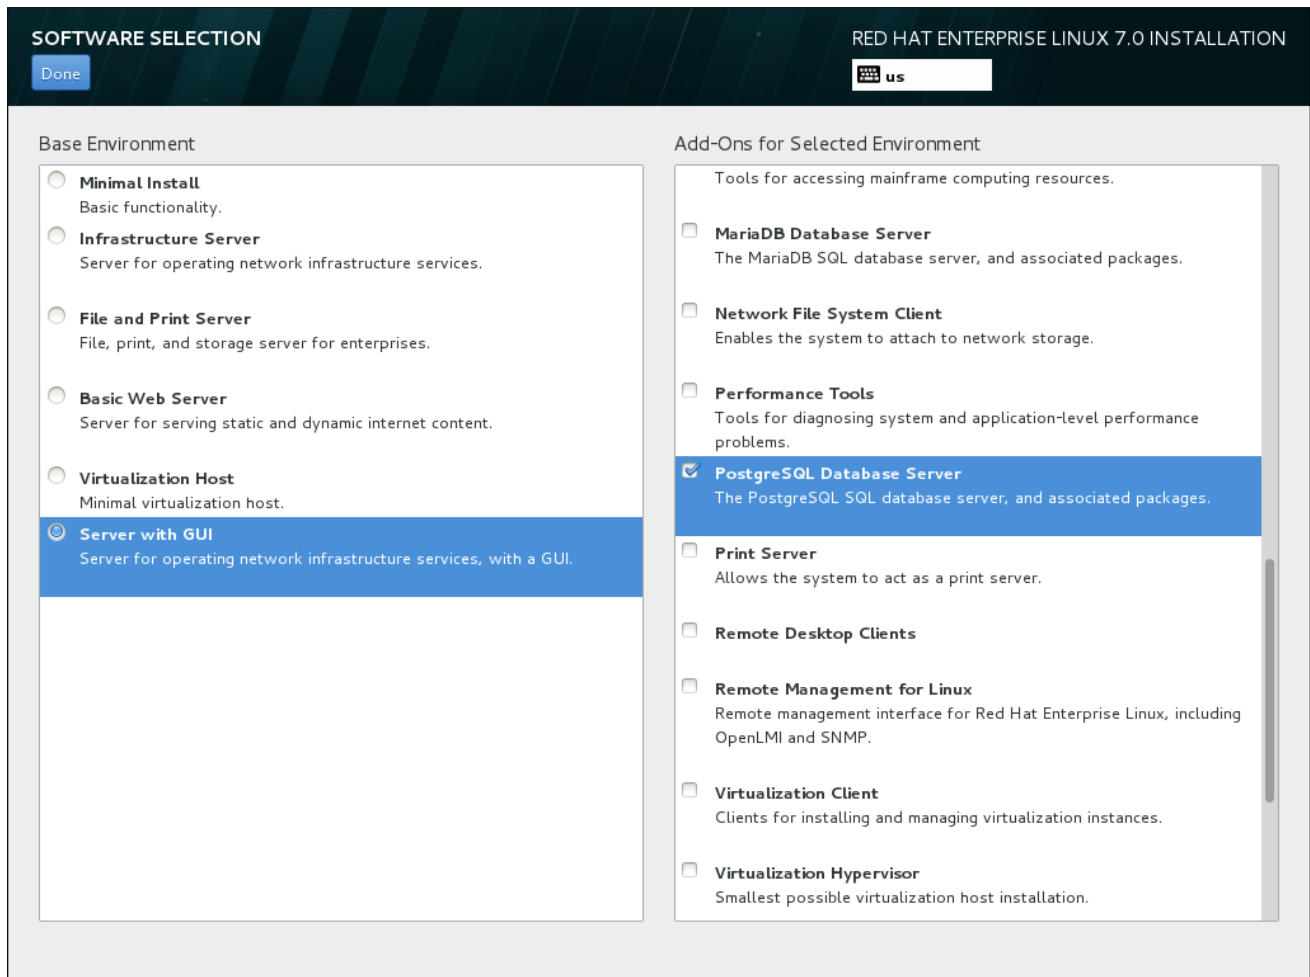 SOFTWARE SELECTION
Done
RED HAT ENTERPRISE LINUX 7.0 INSTALLATION
us
Base Environment
Minimal Install
Basic functionality.
Infrastructure Server
Server for operating network infrastructure services.
File and Print Server
File, print, and storage server for enterprises.
Basic Web Server
Server for serving static and dynamic internet content.
Virtualization Host
Minimal virtualization host.
Server with GUI
Server for operating network infrastructure services, with a GUI.
Add-Ons for Selected Environment
Tools for accessing mainframe computing resources.
MariaDB Database Server
The MariaDB SQL database server, and associated packages.
Network File System Client
Enables the system to attach to network storage.
Performance Tools
Tools for diagnosing system and application-level performance
problems.
PostgreSQL Database Server
The PostgreSQL SQL database server, and associated packages.
Print Server
Allows the system to act as a print server.
Remote Desktop Clients
Remote Management for Linux
Remote management interface for Red Hat Enterprise Linux, including
OpenLMI and SNMP.
Virtualization Client
Clients for installing and managing virtualization instances.
Virtualization Hypervisor
Smallest possible virtualization host installation.